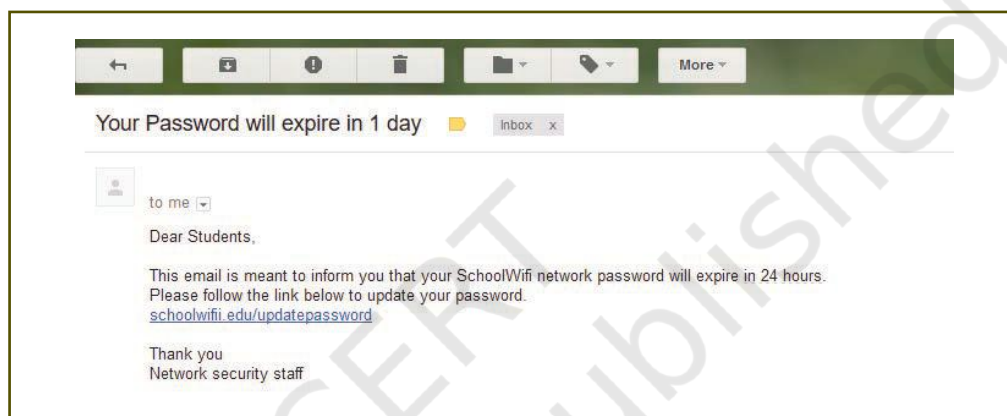 More
Your Password will expire in 1 day
Inbox x
to me
Dear Students,
This email is meant to inform you that your SchoolWifi network password will expire in 24 hours.
Please follow the link below to update your password.
schoolwifii.edu/updatepassword
Thank you
Network security staff
CERT
ublished